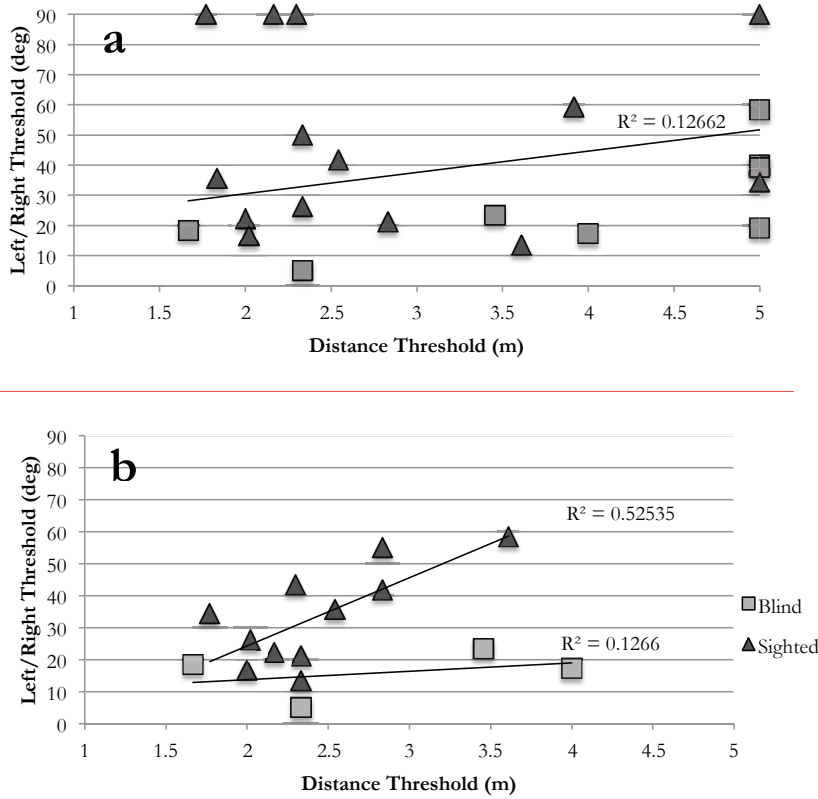 a
90
80
70
60
50
40
30
20
10
0
Left/Right Threshold (deg)
R² = 0.12662
1 1.5 2 2.5 3 3.5 4 4.5 5
Distance Threshold (m)
b
90
80
70
60
50
40
30
20
10
0
Left/Right Threshold (deg)
R² = 0.52535
R² = 0.1266
Blind
Sighted
1 1.5 2 2.5 3 3.5 4 4.5 5
Distance Threshold (m)